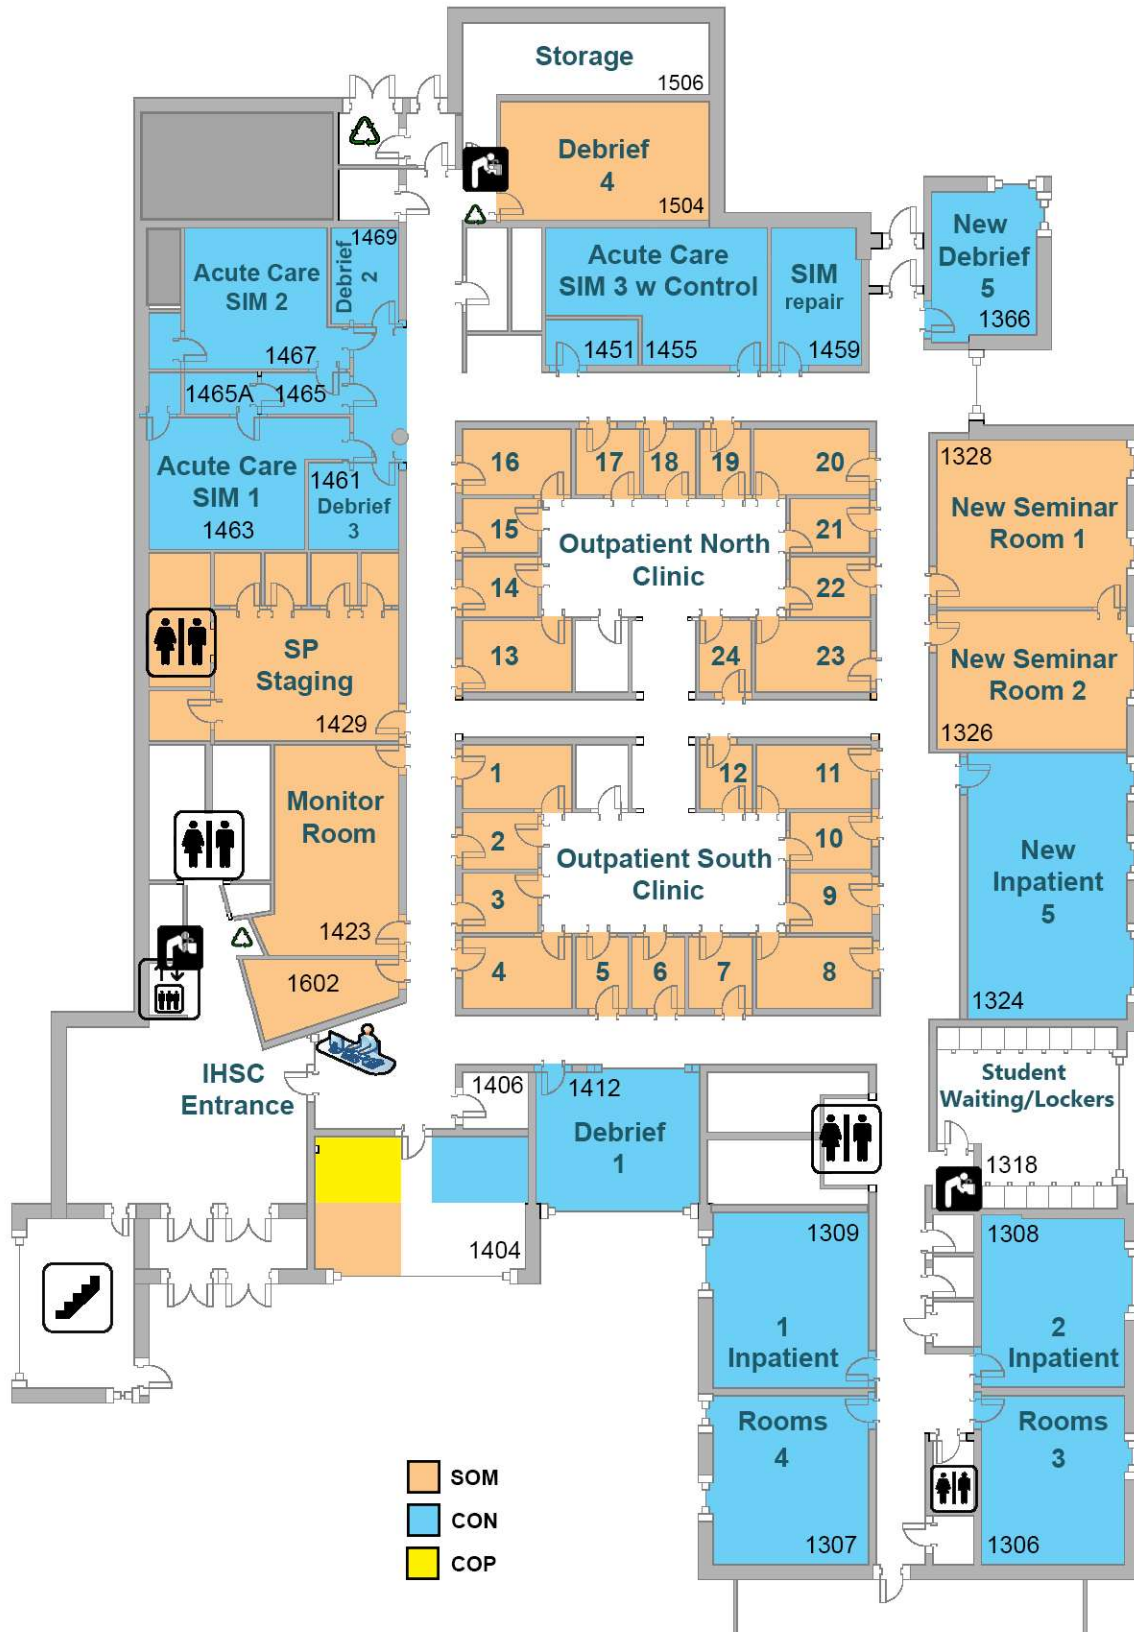 Storage
1506
Debrief
4
1504
1469
Debrief
2
Acute Care
SIM 2
1467
Acute Care
SIM 3 w Control
1451
1455
SIM
repair
1459
New
Debrief
5
1366
1465A
1465
Acute Care
SIM 1
1463
1461
Debrief
3
16
17
18
19
20
15
Outpatient North
Clinic
21
14
22
13
24
23
1328
New Seminar
Room 1
New Seminar
Room 2
1326
SP
Staging
1429
Monitor
Room
1423
1602
1
12
11
2
Outpatient South
Clinic
10
3
9
4
5
6
7
8
New
Inpatient
5
1324
IHSC
Entrance
1406
1412
Debrief
1
1404
Student
Waiting/Lockers
1318
1309
1
Inpatient
1308
2
Inpatient
Rooms
4
1307
Rooms
3
1306
SOM
CON
COP